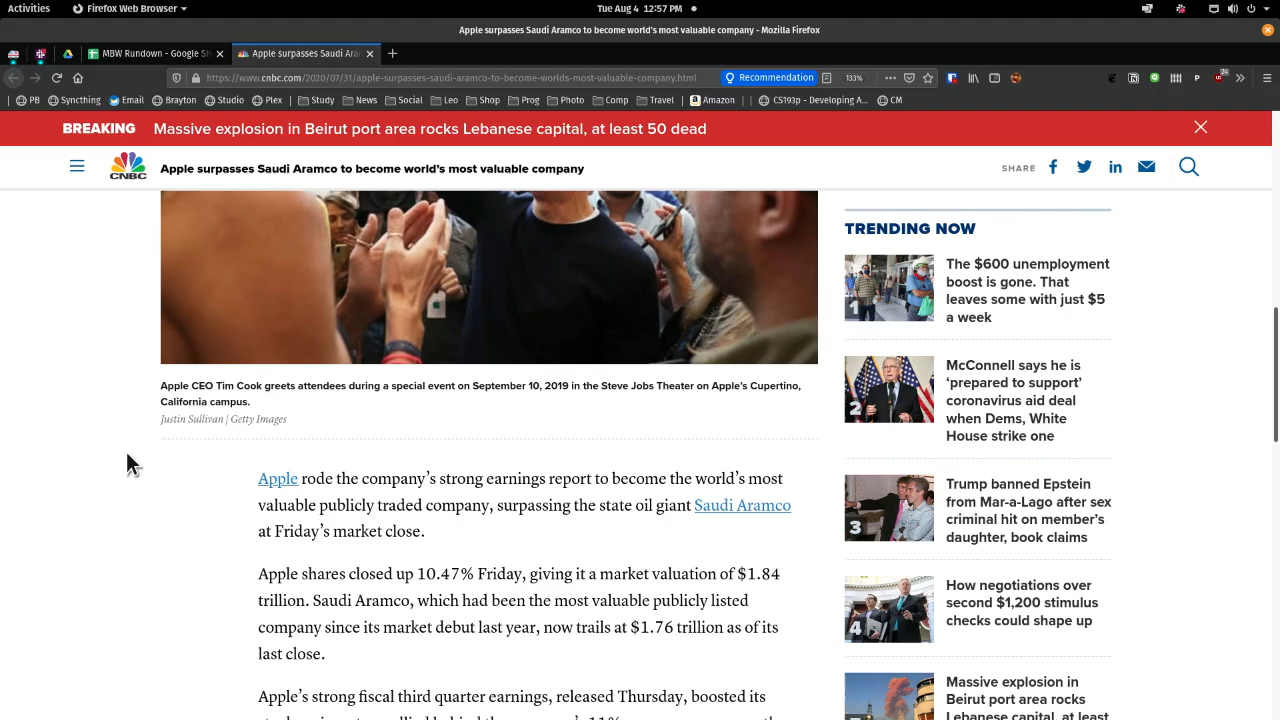 Activities
Firefox Web Browser
Tue Aug 4 12:57 PM
Apple surpasses Saudi Aramco to become world's most valuable company - Mozilla Firefox
MBW Rundown - Google Sh
Apple surpasses Saudi Ara
https://www.cnbc.com/2020/07/31/apple-surpasses-saudi-aramco-to-become-worlds-most-valuable-company.html
Recommendation
133%
24
PB Syncthing Email Brayton Studio Plex Study News Social Leo Shop Prog Photo Comp Travel Amazon CS193p - Developing A... CM
BREAKING Massive explosion in Beirut port area rocks Lebanese capital, at least 50 dead
CNBC
Apple surpasses Saudi Aramco to become world's most valuable company
SHARE
Apple CEO Tim Cook greets attendees during a special event on September 10, 2019 in the Steve Jobs Theater on Apple's Cupertino,
California campus.
Justin Sullivan | Getty Images
Apple rode the company's strong earnings report to become the world's most
valuable publicly traded company, surpassing the state oil giant Saudi Aramco
at Friday's market close.
Apple shares closed up 10.47% Friday, giving it a market valuation of $1.84
trillion. Saudi Aramco, which had been the most valuable publicly listed
company since its market debut last year, now trails at $1.76 trillion as of its
last close.
Apple's strong fiscal third quarter earnings, released Thursday, boosted its
TRENDING NOW
1
The $600 unemployment
boost is gone. That
leaves some with just $5
a week
2
McConnell says he is
'prepared to support'
coronavirus aid deal
when Dems, White
House strike one
3
Trump banned Epstein
from Mar-a-Lago after sex
criminal hit on member's
daughter, book claims
4
How negotiations over
second $1,200 stimulus
checks could shape up
Massive explosion in
Beirut port area rocks
Lebanese capital, at least